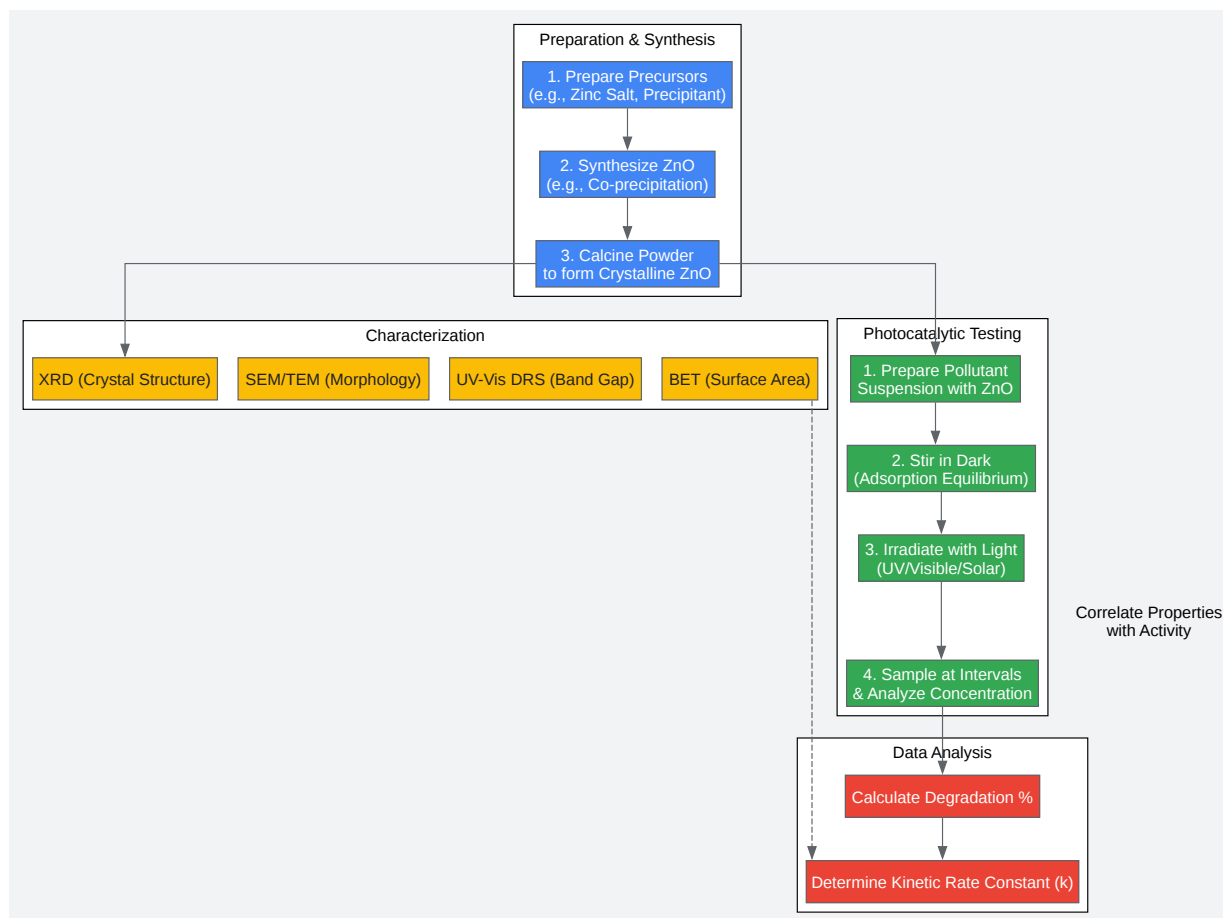 Preparation & Synthesis
1. Prepare Precursors
(e.g., Zinc Salt, Precipitant)
2. Synthesize ZnO
(e.g., Co-precipitation)
3. Calcine Powder
to form Crystalline ZnO
Characterization
XRD (Crystal Structure)
SEM/TEM (Morphology)
UV-Vis DRS (Band Gap)
BET (Surface Area)
Photocatalytic Testing
1. Prepare Pollutant
Suspension with ZnO
2. Stir in Dark
(Adsorption Equilibrium)
3. Irradiate with Light
(UV/Visible/Solar)
4. Sample at Intervals
& Analyze Concentration
Correlate Properties
with Activity
Data Analysis
Calculate Degradation %
Determine Kinetic Rate Constant (k)